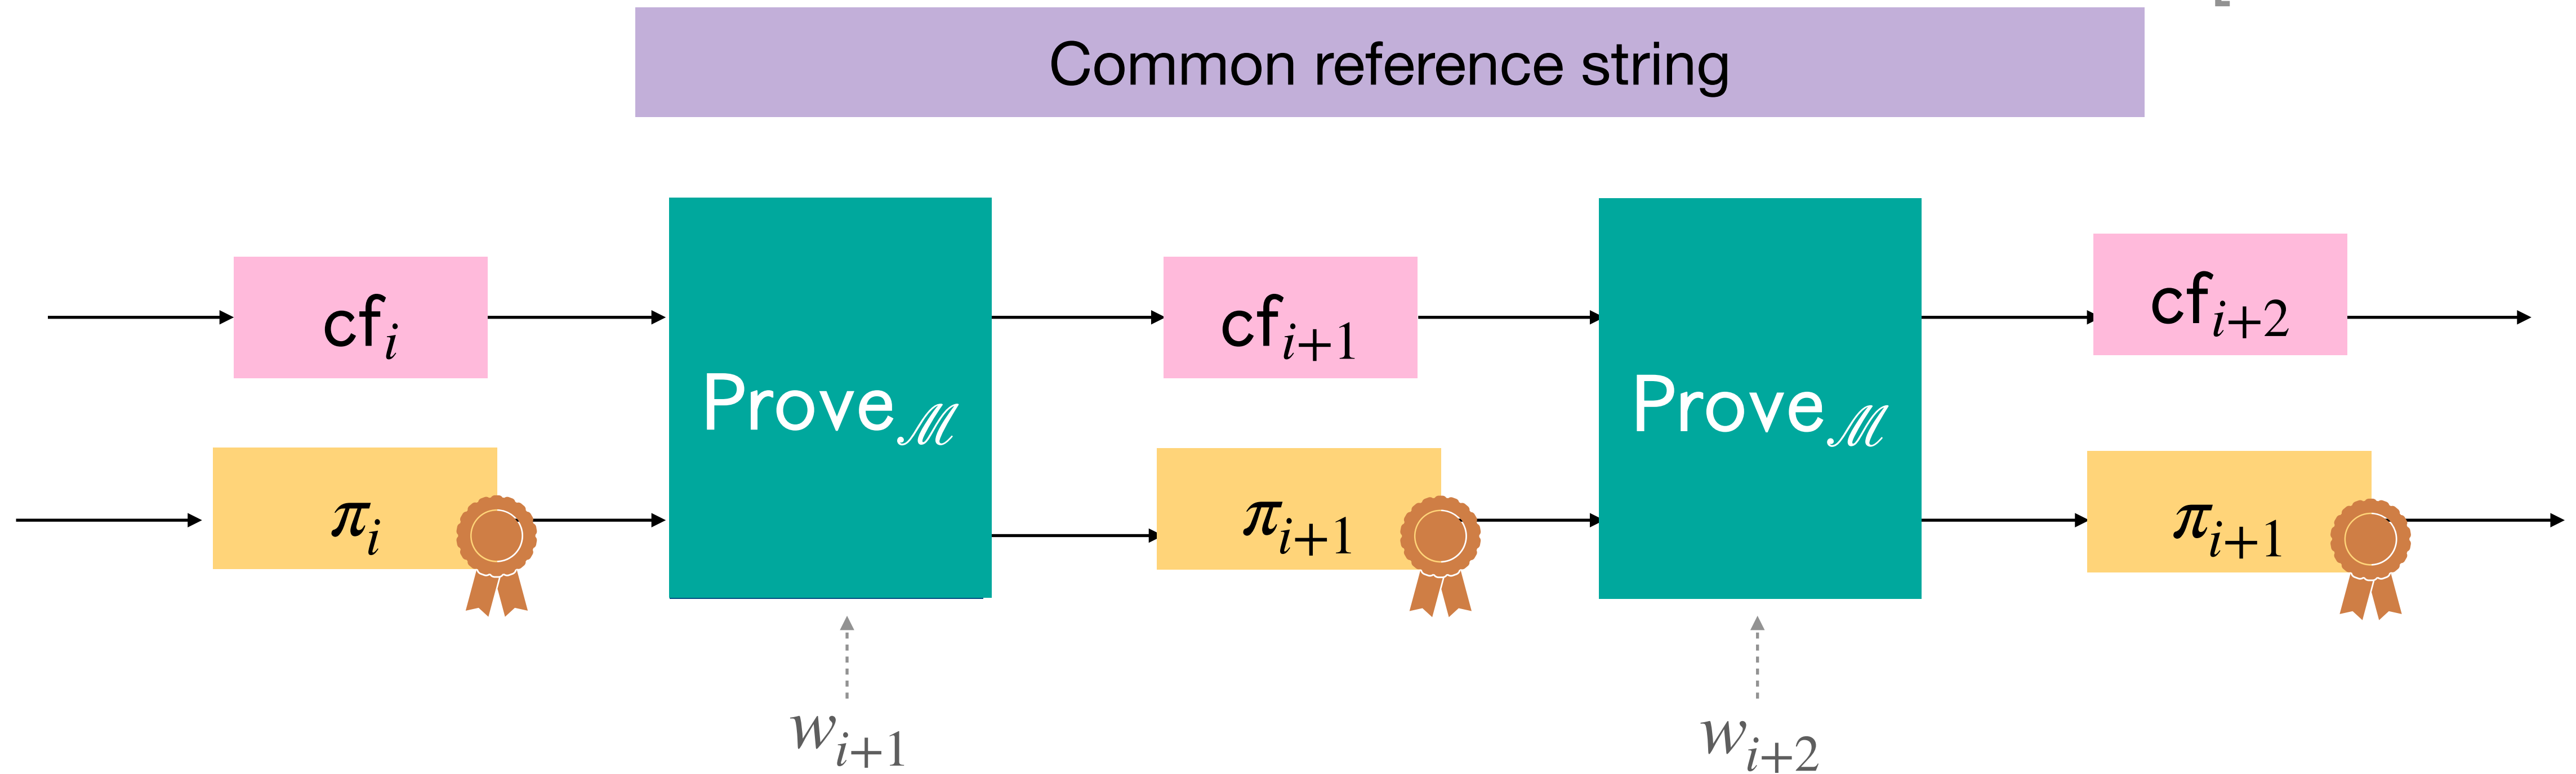 Common reference string
cf_i
cf_{i+1}
cf_{i+2}
Prove_ℳ
Prove_ℳ
π_i
π_{i+1}
π_{i+1}
w_{i+1}
w_{i+2}